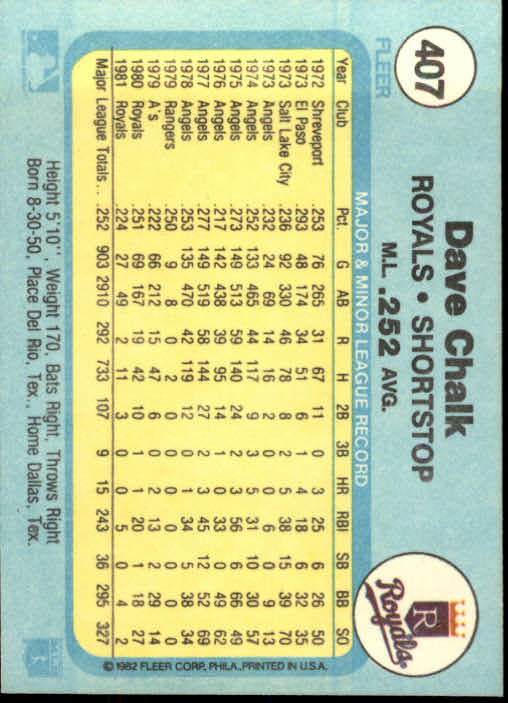 407
FLEER
Dave Chalk
ROYALS • SHORTSTOP
M.L. .252 AVG.
R
Royals
MAJOR & MINOR LEAGUE RECORD
Year Club Pct. G AB R H 2B 3B HR RBI SB BB SO
1972 Shreveport .253 76 265 31 67 11 0 3 25 6 26 50
1973 El Paso .293 48 174 34 51 6 1 4 18 6 32 35
1973 Salt Lake City .236 92 330 46 78 8 2 2 38 15 39 70
1973 Angels .232 24 69 14 16 2 0 0 6 0 9 13
1974 Angels .252 133 465 44 117 9 3 5 31 10 30 57
1975 Angels .273 149 513 59 140 24 2 3 56 6 66 49
1976 Angels .217 142 438 39 95 14 1 0 33 0 49 62
1977 Angels .277 149 519 58 144 27 2 3 45 12 52 69
1978 Angels .253 135 470 42 119 12 0 1 34 5 38 34
1979 Rangers .250 9 8 0 2 0 0 0 0 0 0 0
1979 A's .222 66 212 15 47 6 0 2 13 2 29 14
1980 Royals .251 69 167 19 42 10 1 1 20 1 18 27
1981 Royals .224 27 49 2 11 3 0 0 5 0 4 2
Major League Totals... .252 903 2910 292 733 107 9 15 243 36 295 327
© 1982 FLEER CORP., PHILA., PRINTED IN U.S.A.
Height 5'10'', Weight 170, Bats Right, Throws Right
Born 8-30-50, Place Del Rio, Tex., Home Dallas, Tex.